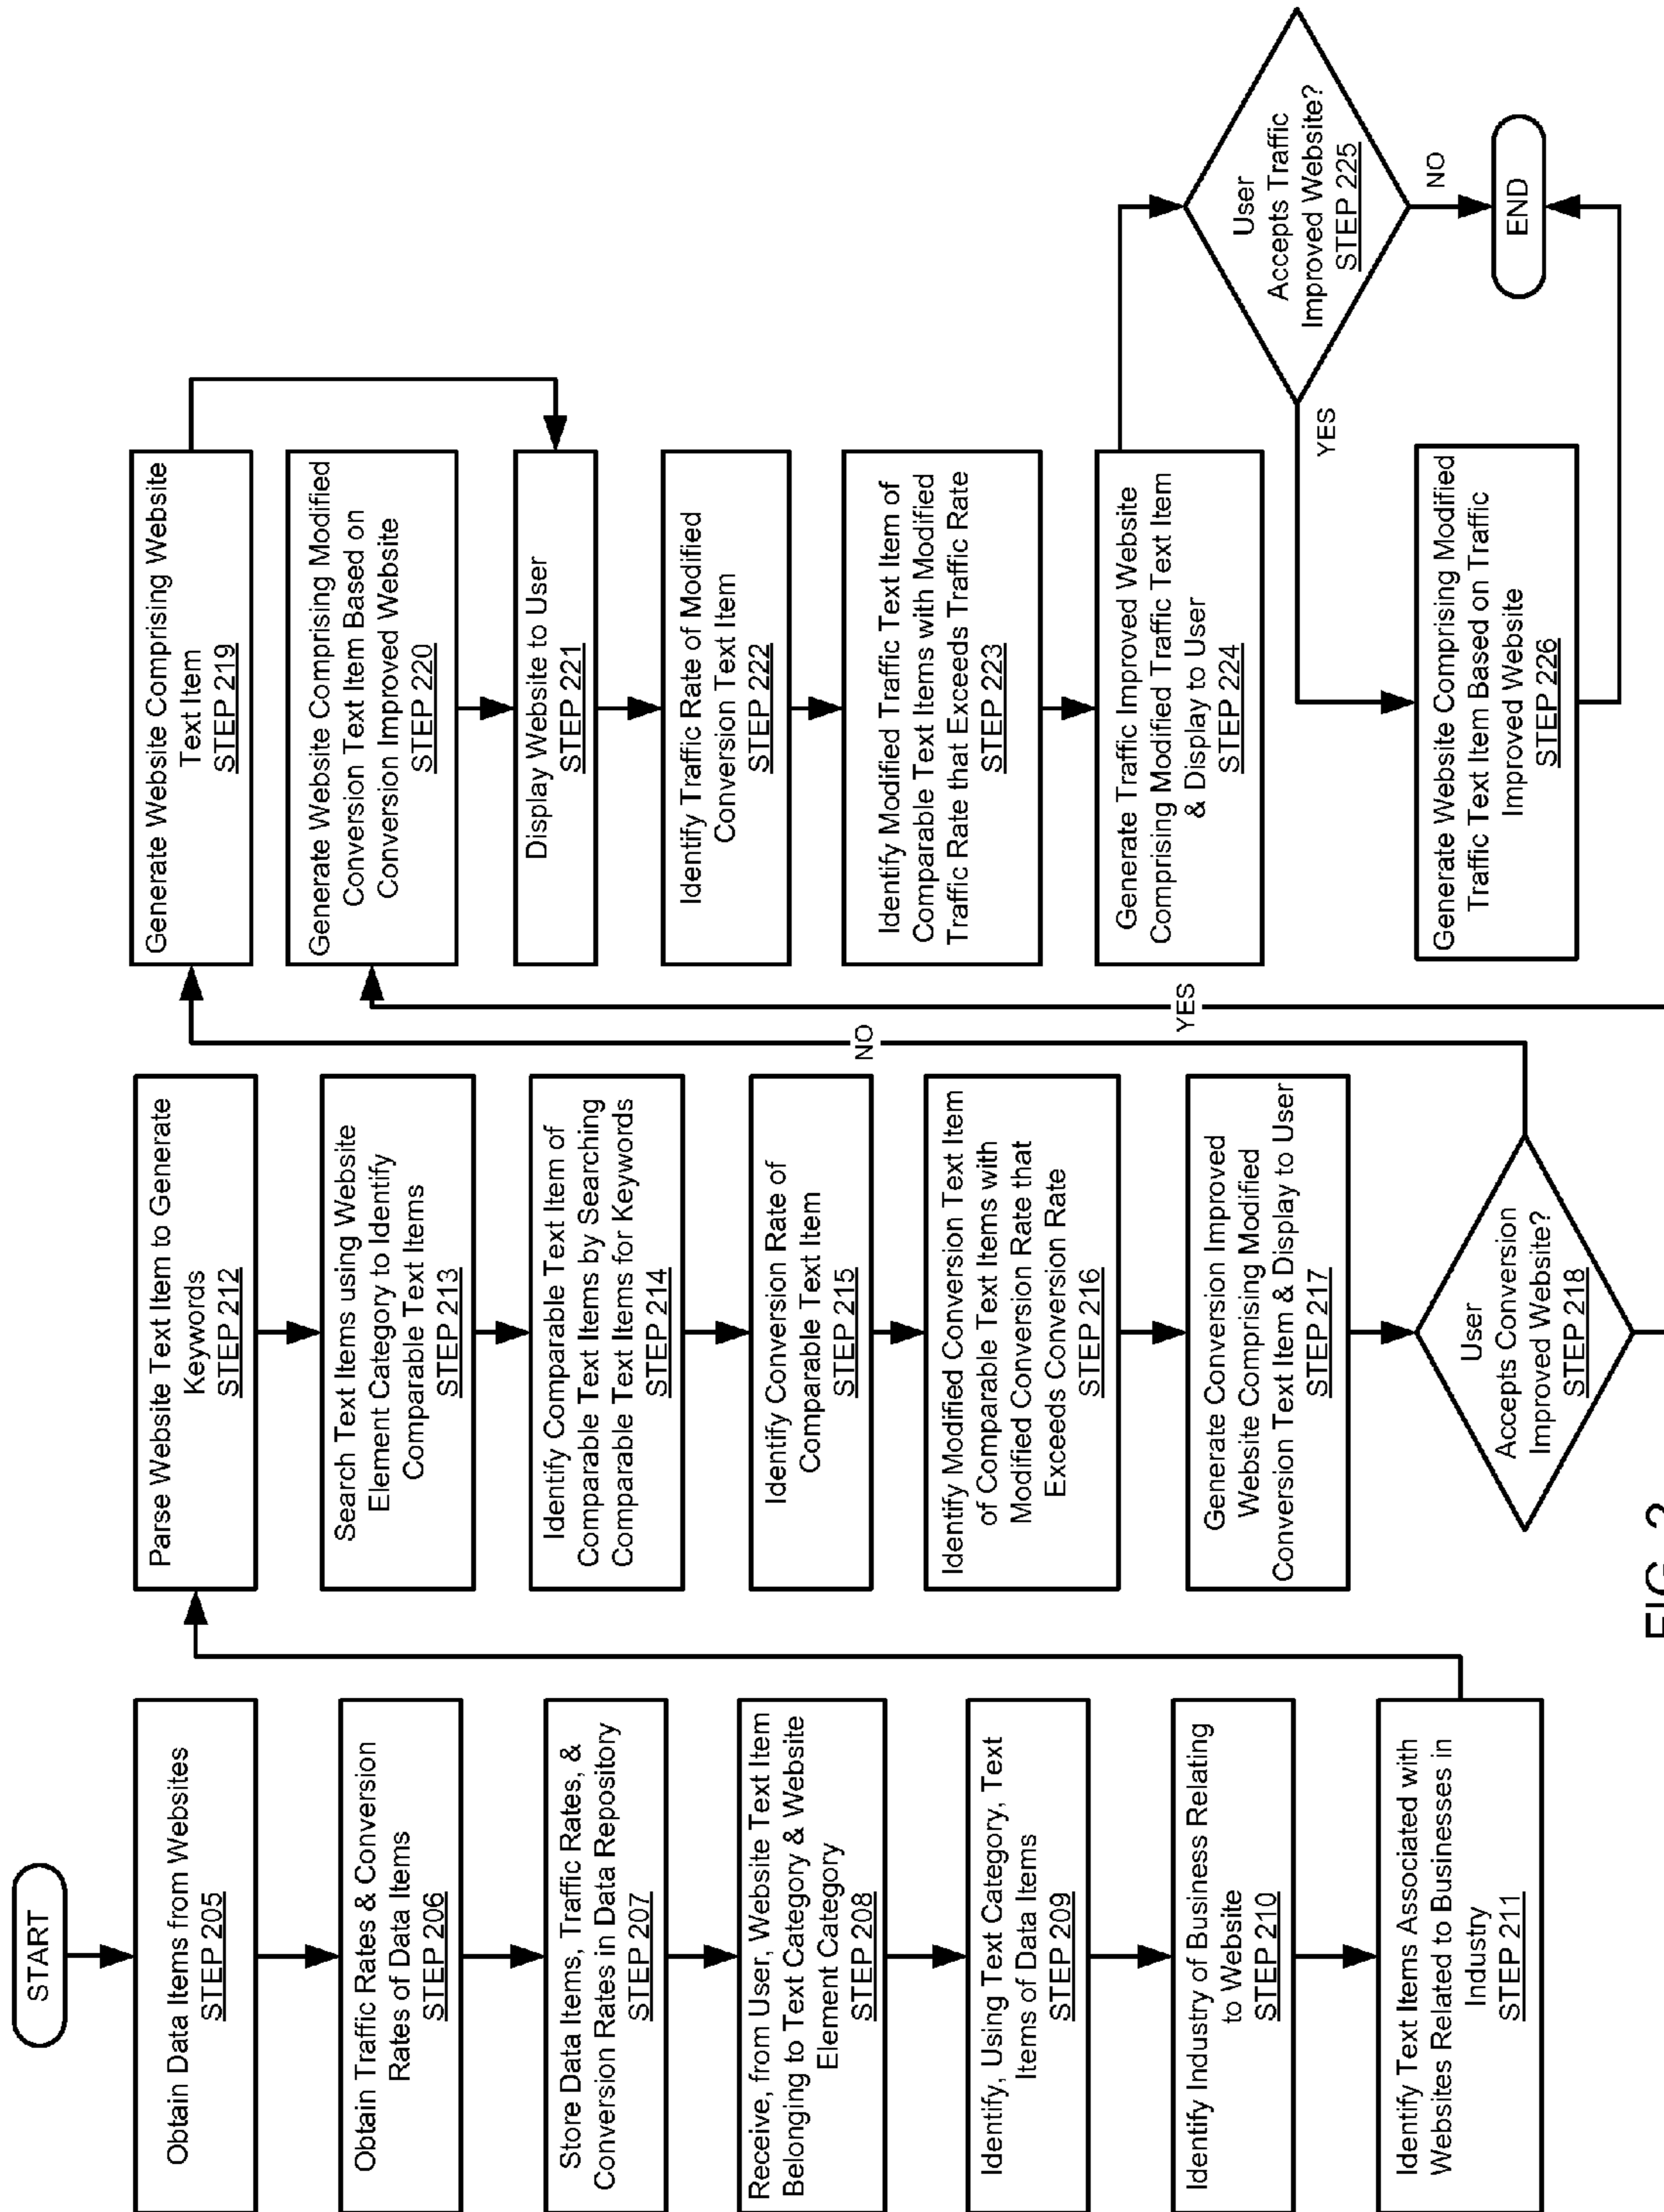 START
Obtain Data Items from Websites
STEP 205
Obtain Traffic Rates & Conversion
Rates of Data Items
STEP 206
Store Data Items, Traffic Rates, &
Conversion Rates in Data Repository
STEP 207
Receive, from User, Website Text Item
Belonging to Text Category & Website
Element Category
STEP 208
Identify, Using Text Category, Text
Items of Data Items
STEP 209
Identify Industry of Business Relating
to Website
STEP 210
Identify Text Items Associated with
Websites Related to Businesses in
Industry
STEP 211
Parse Website Text Item to Generate
Keywords
STEP 212
Search Text Items using Website
Element Category to Identify
Comparable Text Items
STEP 213
Identify Comparable Text Item of
Comparable Text Items by Searching
Comparable Text Items for Keywords
STEP 214
Identify Conversion Rate of
Comparable Text Item
STEP 215
Identify Modified Conversion Text Item
of Comparable Text Items with
Modified Conversion Rate that
Exceeds Conversion Rate
STEP 216
Generate Conversion Improved
Website Comprising Modified
Conversion Text Item & Display to User
STEP 217
User
Accepts Conversion
Improved Website?
STEP 218
NO
YES
Generate Website Comprising Website
Text Item
STEP 219
Generate Website Comprising Modified
Conversion Text Item Based on
Conversion Improved Website
STEP 220
Display Website to User
STEP 221
Identify Traffic Rate of Modified
Conversion Text Item
STEP 222
Identify Modified Traffic Text Item of
Comparable Text Items with Modified
Traffic Rate that Exceeds Traffic Rate
STEP 223
Generate Traffic Improved Website
Comprising Modified Traffic Text Item
& Display to User
STEP 224
User
Accepts Traffic
Improved Website?
STEP 225
YES
NO
Generate Website Comprising Modified
Traffic Text Item Based on Traffic
Improved Website
STEP 226
END
FIG.